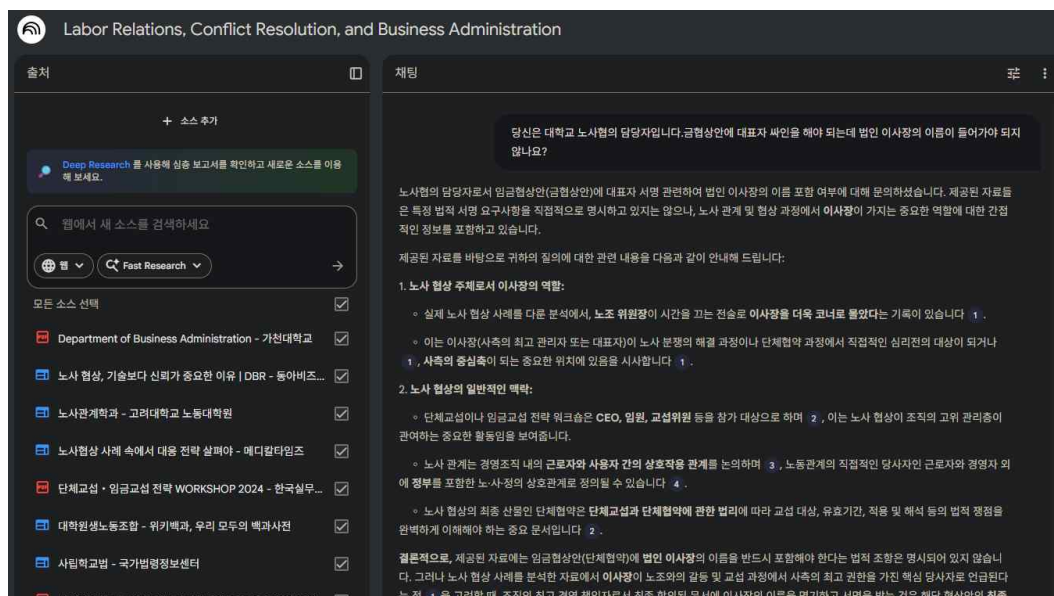 Labor Relations, Conflict Resolution, and Business Administration
출처
+ 소스 추가
Deep Research 를 사용해 심층 보고서를 확인하고 새로운 소스를 이용
해 보세요.
웹에서 새 소스를 검색하세요
웹
Fast Research
모든 소스 선택
Department of Business Administration - 가천대학교
노사 협상, 기술보다 신뢰가 중요한 이유 | DBR - 동아비즈...
노사관계학과 - 고려대학교 노동대학원
노사협상 사례 속에서 대응 전략 살펴야 - 메디칼타임즈
단체교섭・임금교섭 전략 WORKSHOP 2024 - 한국실무...
대학원생노동조합 - 위키백과, 우리 모두의 백과사전
사립학교법 - 국가법령정보센터
채팅
당신은 대학교 노사협의 담당자입니다.금협상안에 대표자 싸인을 해야 되는데 법인 이사장의 이름이 들어가야 되지
않나요?
노사협의 담당자로서 임금협상안(금협상안)에 대표자 서명 관련하여 법인 이사장의 이름 포함 여부에 대해 문의하셨습니다. 제공된 자료들
은 특정 법적 서명 요구사항을 직접적으로 명시하고 있지는 않으나, 노사 관계 및 협상 과정에서 이사장이 가지는 중요한 역할에 대한 간접
적인 정보를 포함하고 있습니다.
제공된 자료를 바탕으로 귀하의 질의에 대한 관련 내용을 다음과 같이 안내해 드립니다:
1. 노사 협상 주체로서 이사장의 역할:
◦ 실제 노사 협상 사례를 다룬 분석에서, 노조 위원장이 시간을 끄는 전술로 이사장을 더욱 코너로 몰았다는 기록이 있습니다 1 .
◦ 이는 이사장(사측의 최고 관리자 또는 대표자)이 노사 분쟁의 해결 과정이나 단체협약 과정에서 직접적인 심리전의 대상이 되거나
1 , 사측의 중심축이 되는 중요한 위치에 있음을 시사합니다 1 .
2. 노사 협상의 일반적인 맥락:
◦ 단체교섭이나 임금교섭 전략 워크숍은 CEO, 임원, 교섭위원 등을 참가 대상으로 하며 2 , 이는 노사 협상이 조직의 고위 관리층이
관여하는 중요한 활동임을 보여줍니다.
◦ 노사 관계는 경영조직 내의 근로자와 사용자 간의 상호작용 관계를 논의하며 3 , 노동관계의 직접적인 당사자인 근로자와 경영자 외
에 정부를 포함한 노·사·정의 상호관계로 정의될 수 있습니다 4 .
◦ 노사 협상의 최종 산물인 단체협약은 단체교섭과 단체협약에 관한 법리에 따라 교섭 대상, 유효기간, 적용 및 해석 등의 법적 쟁점을
완벽하게 이해해야 하는 중요 문서입니다 2 .
결론적으로, 제공된 자료에는 임금협상안(단체협약)에 법인 이사장의 이름을 반드시 포함해야 한다는 법적 조항은 명시되어 있지 않습니
다. 그러나 노사 협상 사례를 분석한 자료에서 이사장이 노조와의 갈등 및 교섭 과정에서 사측의 최고 권한을 가진 핵심 당사자로 언급된다